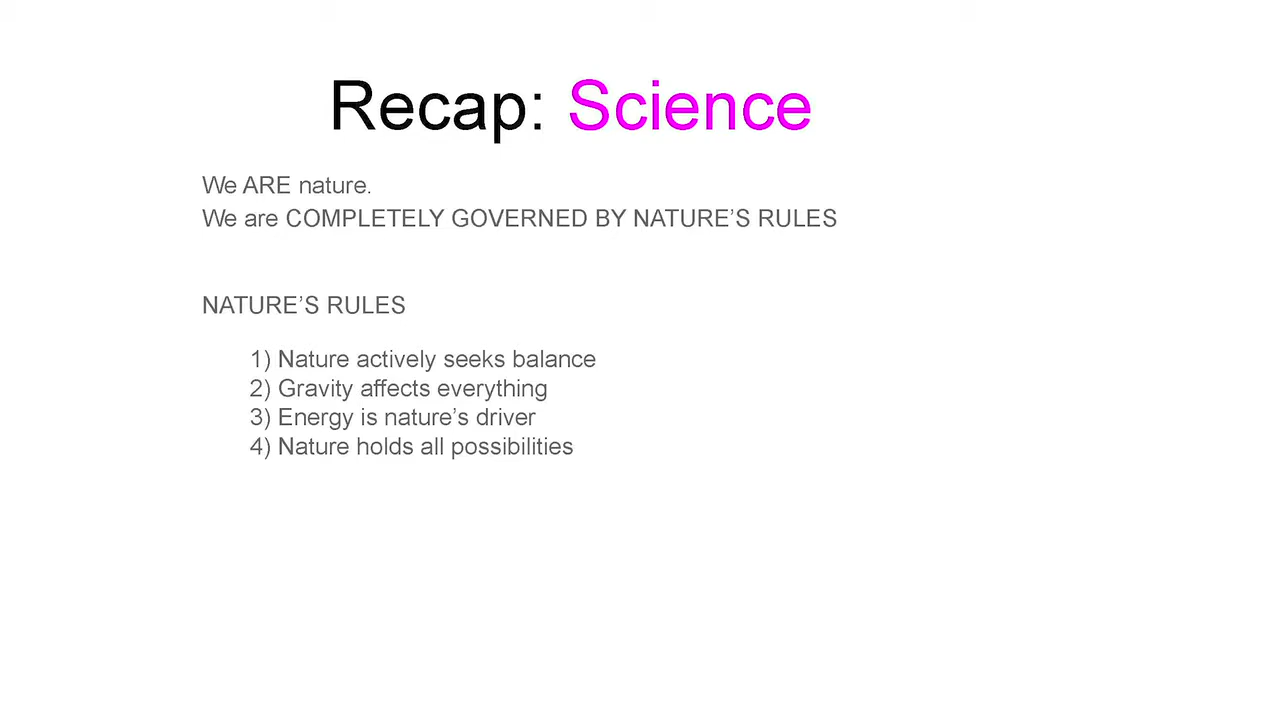 Recap: Science
We ARE nature.
We are COMPLETELY GOVERNED BY NATURE’S RULES
NATURE’S RULES
1) Nature actively seeks balance
2) Gravity affects everything
3) Energy is nature’s driver
4) Nature holds all possibilities